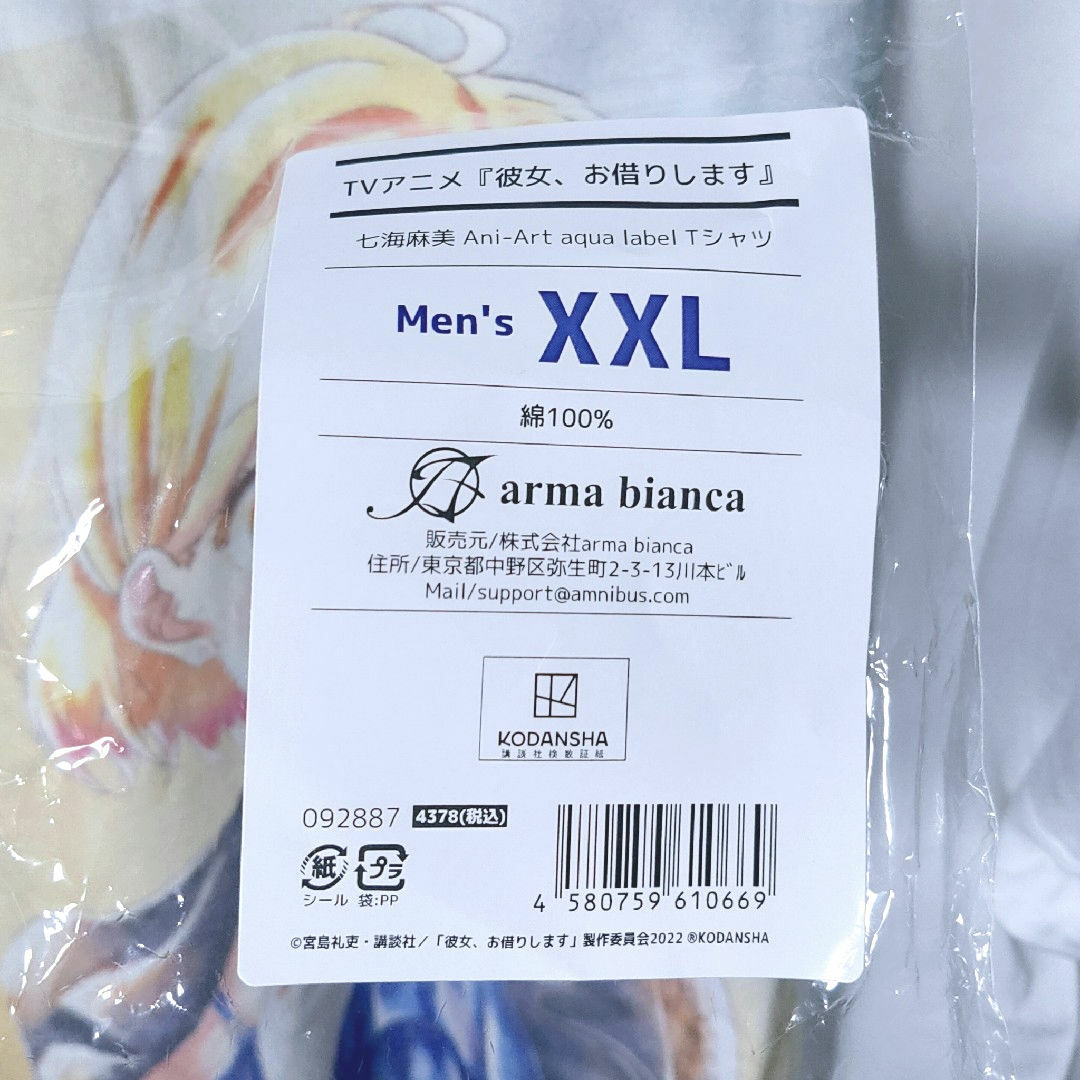 TVアニメ『彼女、お借りします』
七海麻美 Ani-Art aqua label Tシャツ
Men's XXL
綿100%
arma bianca
販売元/株式会社arma bianca
住所/東京都中野区弥生町2-3-13川本ﾋﾞﾙ
Mail/support@amnibus.com
KODANSHA
講談社検数証紙
092887 4378(税込)
紙 プラ
シール 袋:PP
4 580759 610669
©宮島礼吏・講談社/「彼女、お借りします」製作委員会2022 ®KODANSHA